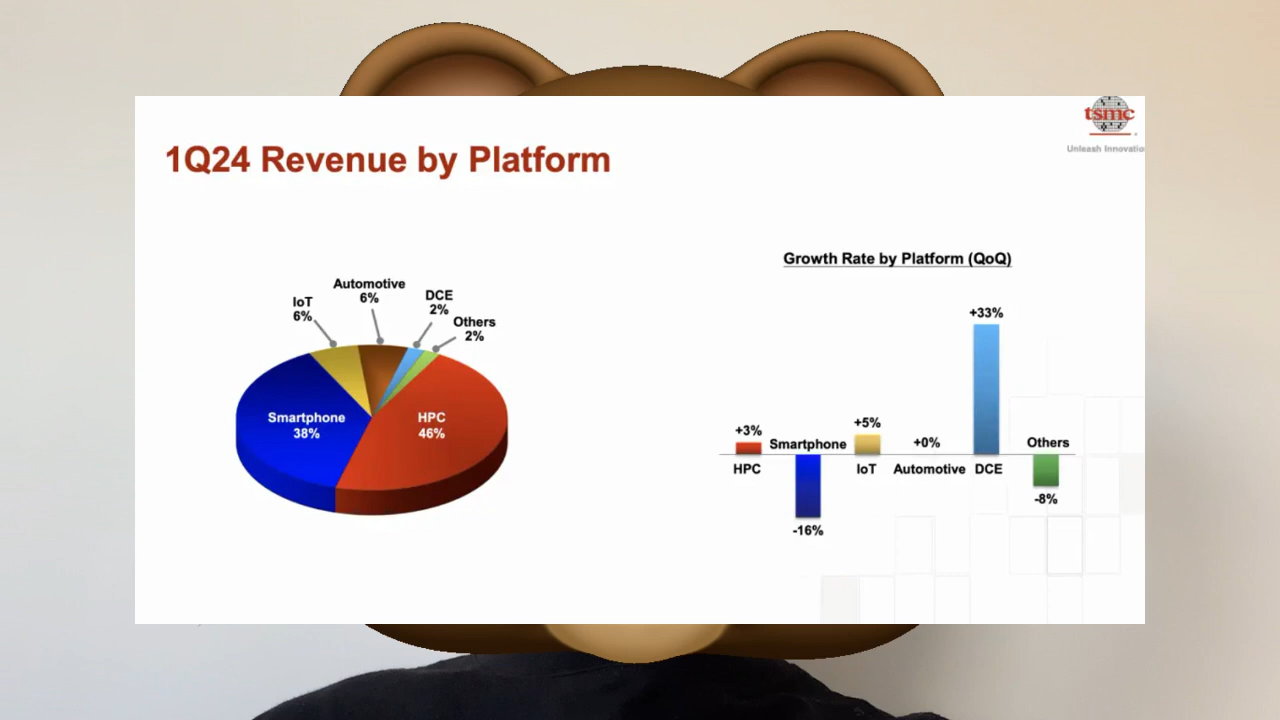 tsmc
Unleash Innovatio
1Q24 Revenue by Platform
Growth Rate by Platform (QoQ)
Automotive
6%
IoT
6%
DCE
2%
Others
2%
Smartphone
38%
HPC
46%
+33%
+3%
+5%
+0%
Smartphone
Others
HPC
IoT
Automotive
DCE
-8%
-16%